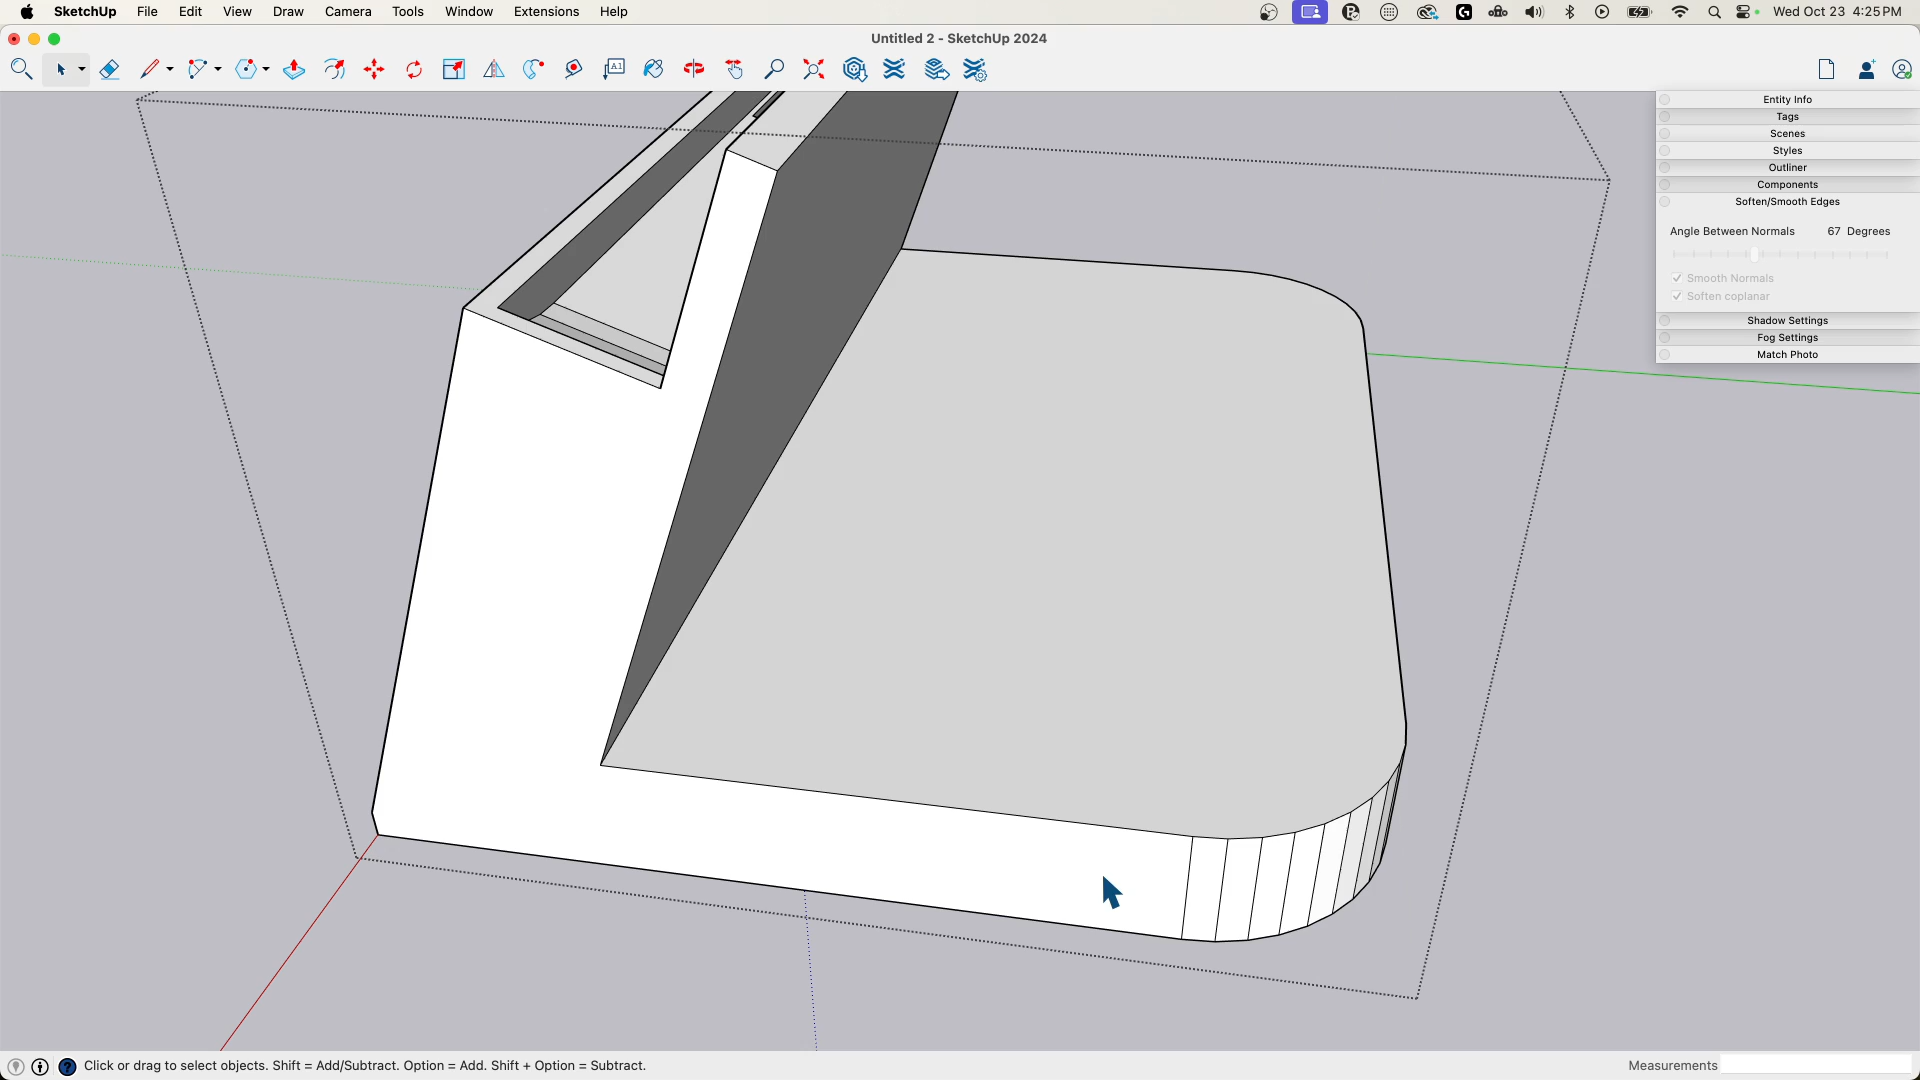 SketchUp File Edit View Draw Camera Tools Window Extensions Help Wed Oct 23 4:25 PM
Untitled 2 - SketchUp 2024
A1
Entity Info
Tags
Scenes
Styles
Outliner
Components
Soften/Smooth Edges
Angle Between Normals 67 Degrees
Smooth Normals
Soften coplanar
Shadow Settings
Fog Settings
Match Photo
Click or drag to select objects. Shift = Add/Subtract. Option = Add. Shift + Option = Subtract. Measurements